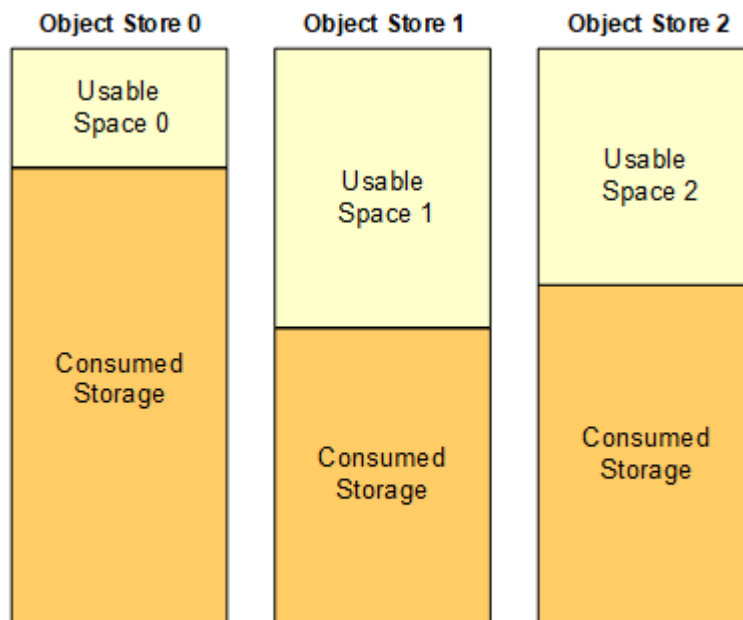 Object Store 0
Object Store 1
Object Store 2
Usable
Space 0
Usable
Space 1
Usable
Space 2
Consumed
Storage
Consumed
Storage
Consumed
Storage